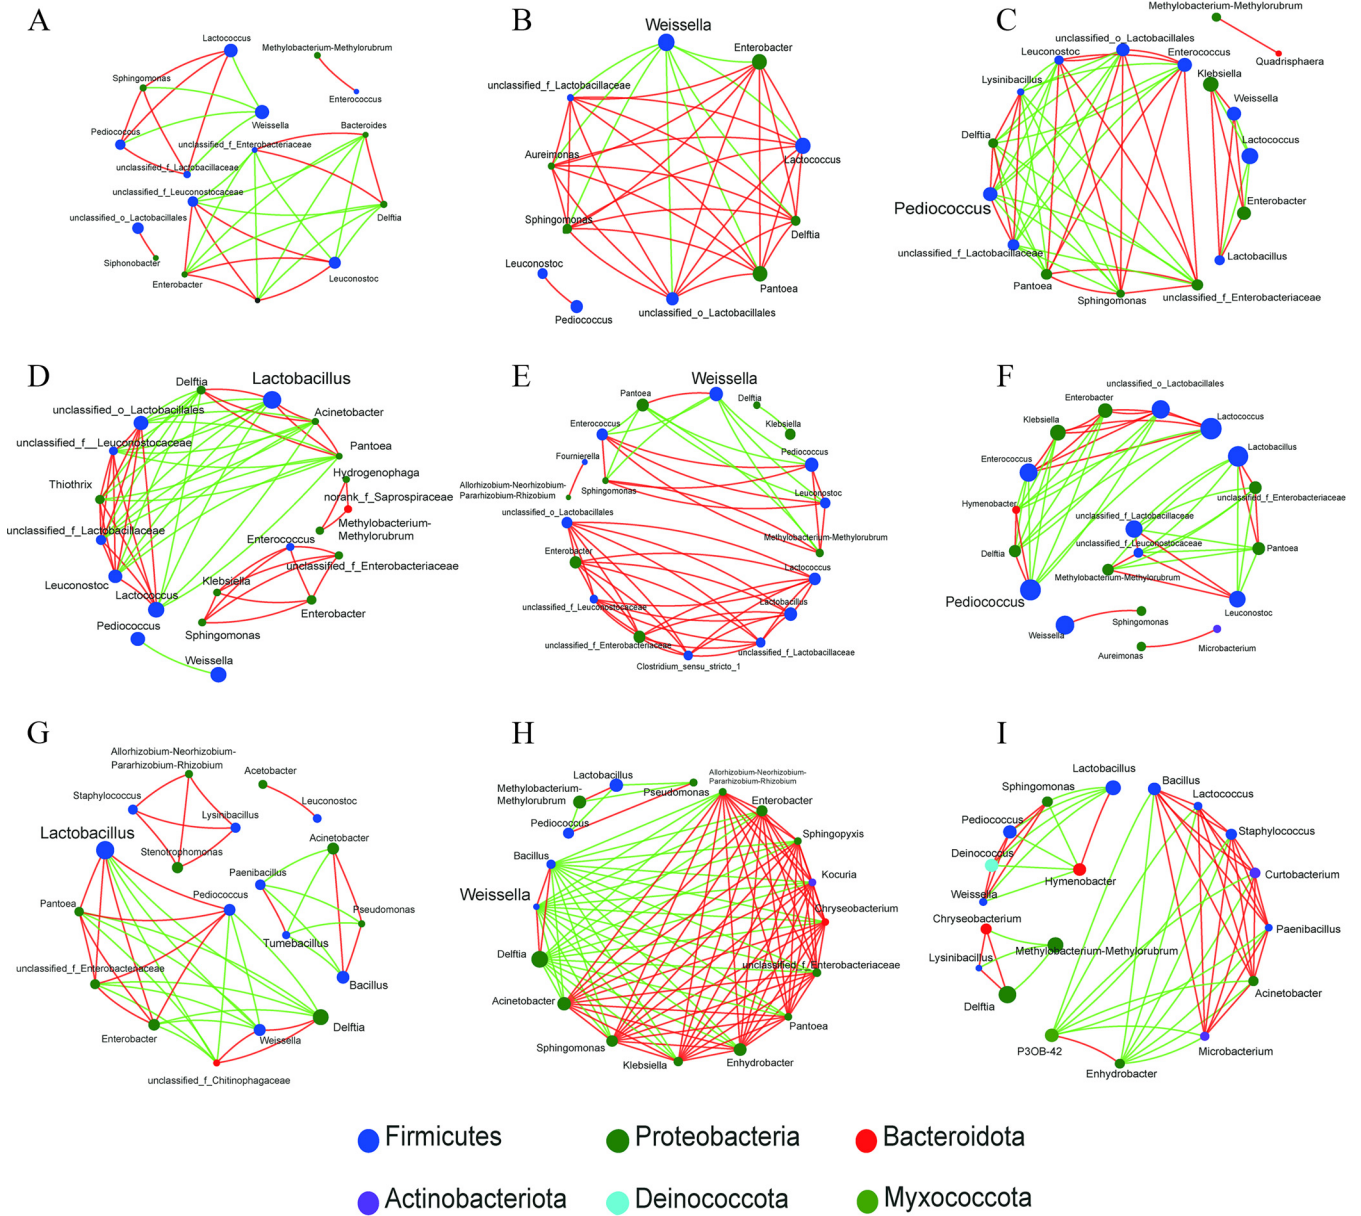 A
Lactococcus
Methylobacterium-Methylorubrum
Sphingomonas
Enterococcus
Weissella
Bacteroides
Pediococcus
unclassified_f_Enterobacteriaceae
unclassified_f_Lactobacillaceae
unclassified_f_Leuconostocaceae
unclassified_o_Lactobacillales
Delftia
Siphonobacter
Enterobacter
Leuconostoc
B
Weissella
Enterobacter
unclassified_f_Lactobacillaceae
Lactococcus
Aureimonas
Sphingomonas
Delftia
Leuconostoc
Pantoea
Pediococcus
unclassified_o_Lactobacillales
C
Methylobacterium-Methylorubrum
unclassified_o_Lactobacillales
Leuconostoc
Enterococcus
Quadrisphaera
Lysinibacillus
Klebsiella
Weissella
Delftia
Lactococcus
Pediococcus
Enterobacter
unclassified_f_Lactobacillaceae
Lactobacillus
Pantoea
Sphingomonas
unclassified_f_Enterobacteriaceae
D
Delftia
Lactobacillus
unclassified_o_Lactobacillales
Acinetobacter
unclassified_f__Leuconostocaceae
Pantoea
Hydrogenophaga
Thiothrix
norank_f_Saprospiraceae
unclassified_f_Lactobacillaceae
Methylobacterium-
Methylorubrum
Enterococcus
unclassified_f_Enterobacteriaceae
Leuconostoc
Klebsiella
Lactococcus
Enterobacter
Pediococcus
Sphingomonas
Weissella
E
Weissella
Pantoea
Delftia
Enterococcus
Klebsiella
Fournierella
Pediococcus
Allorhizobium-Neorhizobium-
Pararhizobium-Rhizobium
Sphingomonas
Leuconostoc
unclassified_o_Lactobacillales
Methylobacterium-Methylorubrum
Enterobacter
Lactococcus
unclassified_f_Leuconostocaceae
Lactobacillus
unclassified_f_Enterobacteriaceae
unclassified_f_Lactobacillaceae
Clostridium_sensu_stricto_1
F
unclassified_o_Lactobacillales
Enterobacter
Klebsiella
Lactococcus
Lactobacillus
Enterococcus
unclassified_f_Enterobacteriaceae
Hymenobacter
unclassified_f_Lactobacillaceae
unclassified_f_Leuconostocaceae
Delftia
Pantoea
Methylobacterium-Methylorubrum
Pediococcus
Leuconostoc
Sphingomonas
Weissella
Aureimonas
Microbacterium
G
Allorhizobium-Neorhizobium-
Pararhizobium-Rhizobium
Acetobacter
Staphylococcus
Leuconostoc
Lysinibacillus
Lactobacillus
Acinetobacter
Stenotrophomonas
Paenibacillus
Pediococcus
Pantoea
Pseudomonas
Tumebacillus
unclassified_f_Enterobacteriaceae
Bacillus
Enterobacter
Delftia
Weissella
unclassified_f_Chitinophagaceae
H
Lactobacillus
Allorhizobium-Neorhizobium-
Pararhizobium-Rhizobium
Methylobacterium-
Methylorubrum
Pseudomonas
Enterobacter
Pediococcus
Sphingopyxis
Bacillus
Kocuria
Weissella
Chryseobacterium
Delftia
unclassified_f_Enterobacteriaceae
Acinetobacter
Pantoea
Sphingomonas
Klebsiella
Enhydrobacter
I
Lactobacillus
Bacillus
Sphingomonas
Lactococcus
Pediococcus
Staphylococcus
Deinococcus
Hymenobacter
Curtobacterium
Weissella
Chryseobacterium
Paenibacillus
Methylobacterium-Methylorubrum
Lysinibacillus
Acinetobacter
Delftia
P3OB-42
Microbacterium
Enhydrobacter
Firmicutes
Proteobacteria
Bacteroidota
Actinobacteriota
Deinococcota
Myxococcota